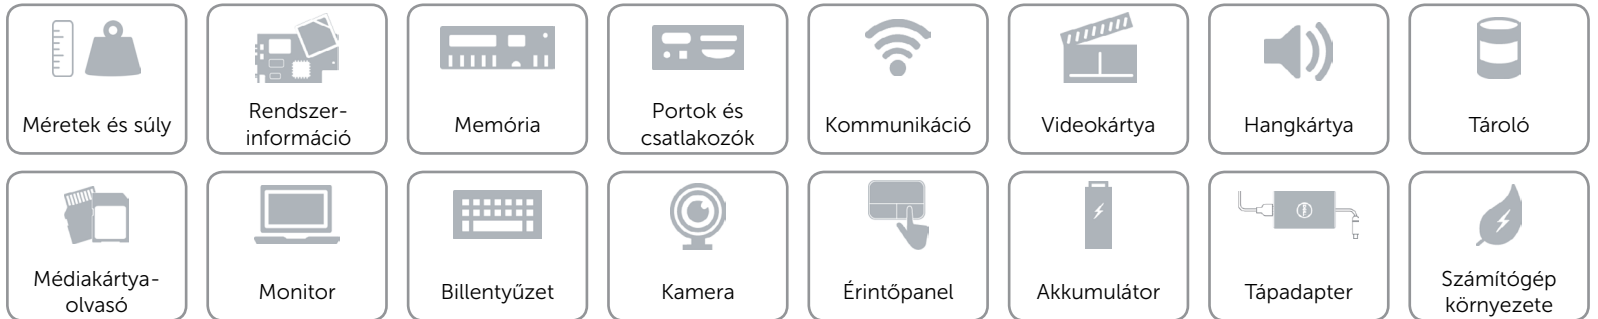 Méretek és súly
Rendszer-
információ
Memória
Portok és
csatlakozók
Kommunikáció
Videokártya
Hangkártya
Tároló
Médiakártya-
olvasó
Monitor
Billentyűzet
Kamera
Érintőpanel
Akkumulátor
Tápadapter
Számítógép
környezete